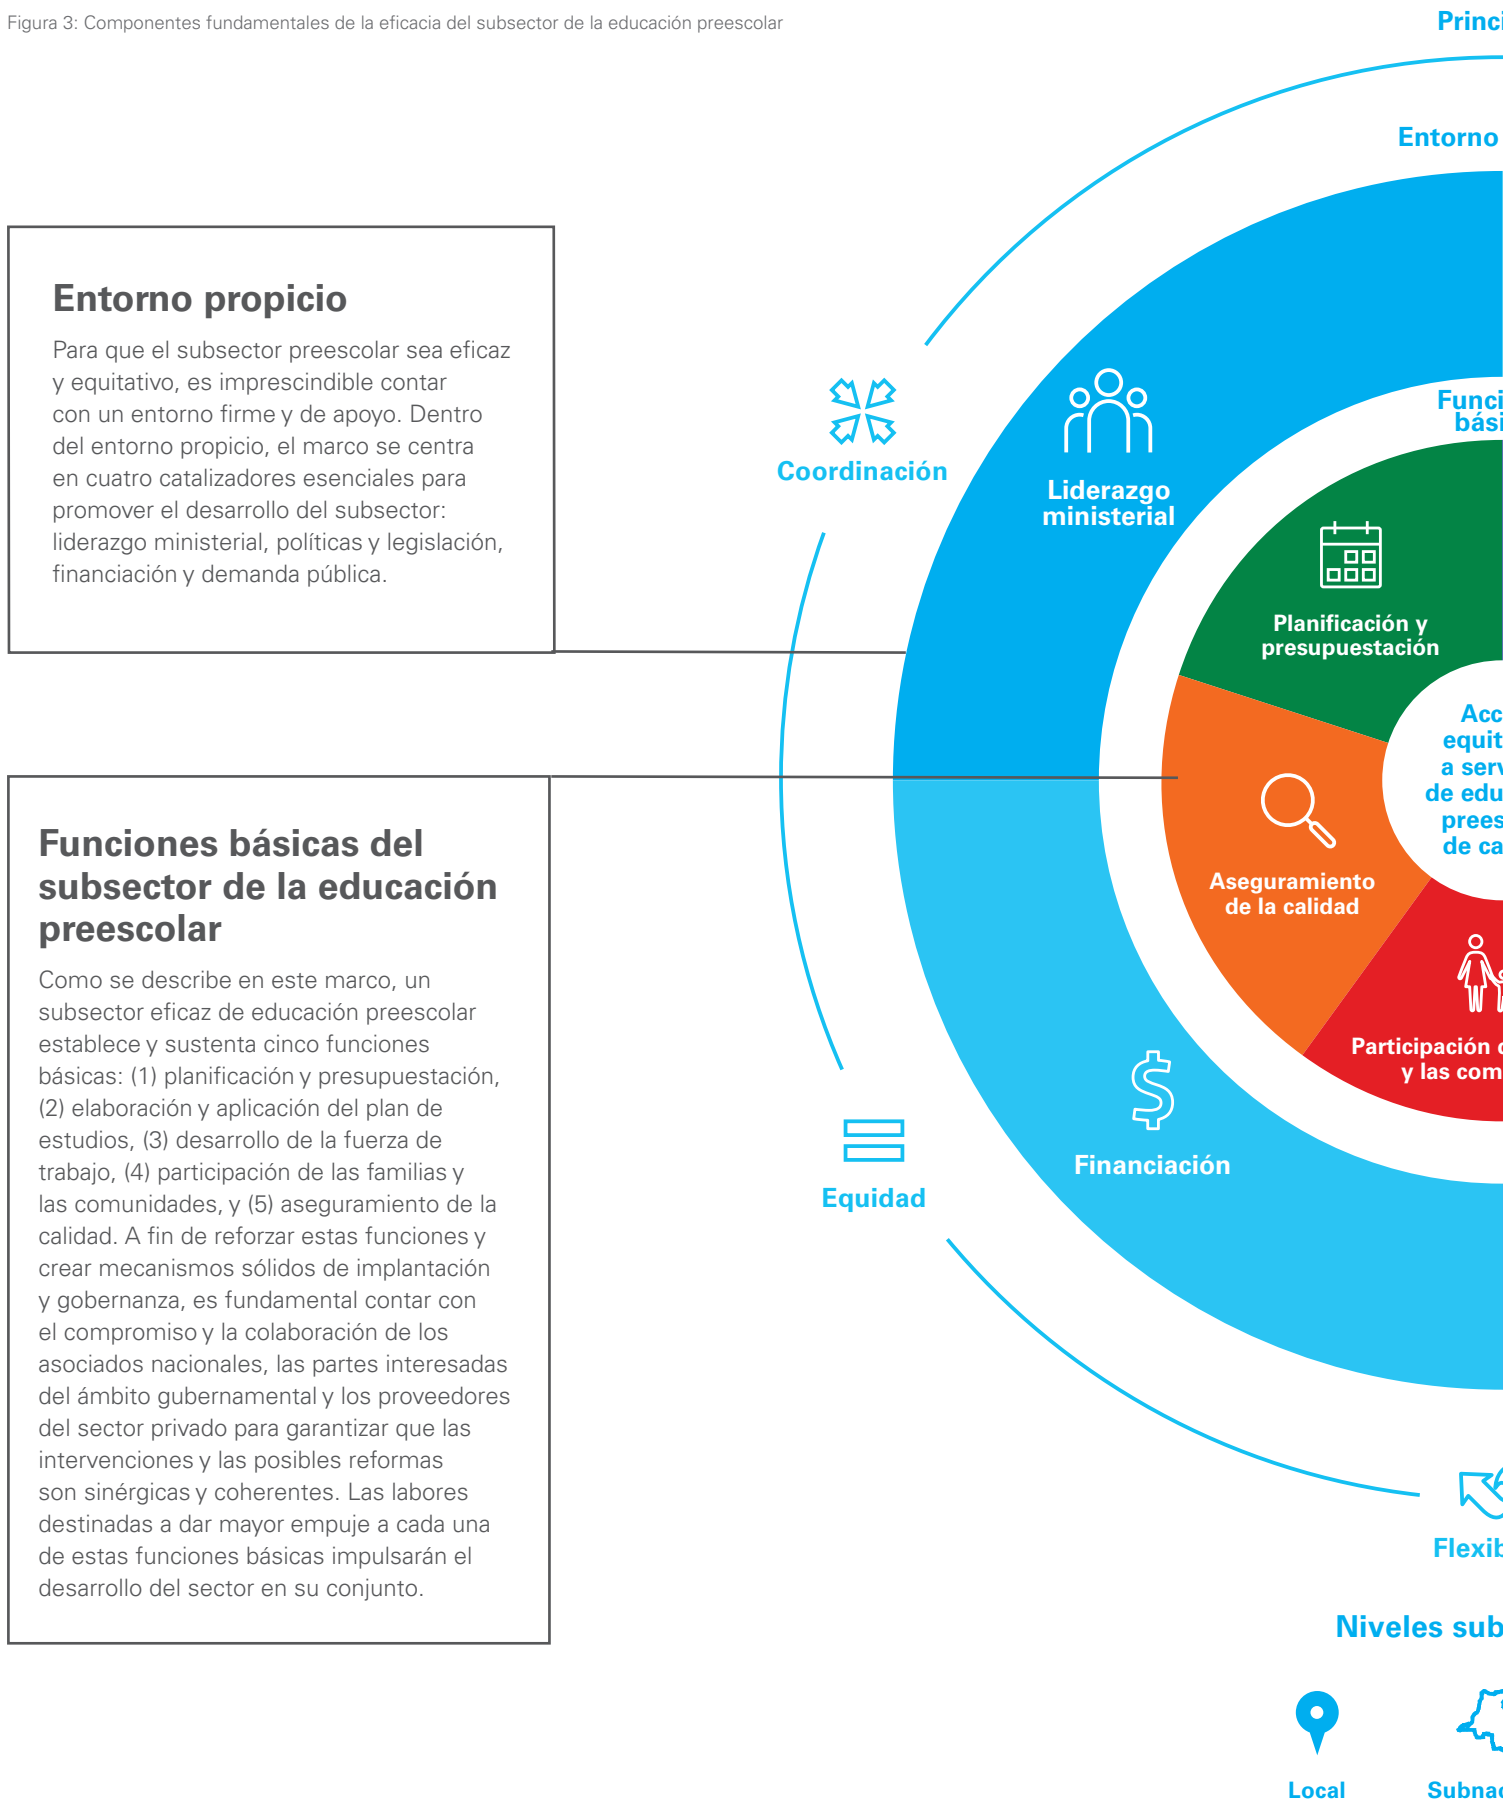 Figura 3: Componentes fundamentales de la eficacia del subsector de la educación preescolar
Entorno propicio
Para que el subsector preescolar sea eficaz
y equitativo, es imprescindible contar
con un entorno firme y de apoyo. Dentro
del entorno propicio, el marco se centra
en cuatro catalizadores esenciales para
promover el desarrollo del subsector:
liderazgo ministerial, políticas y legislación,
financiación y demanda pública.
Funciones básicas del
subsector de la educación
preescolar
Como se describe en este marco, un
subsector eficaz de educación preescolar
establece y sustenta cinco funciones
básicas: (1) planificación y presupuestación,
(2) elaboración y aplicación del plan de
estudios, (3) desarrollo de la fuerza de
trabajo, (4) participación de las familias y
las comunidades, y (5) aseguramiento de la
calidad. A fin de reforzar estas funciones y
crear mecanismos sólidos de implantación
y gobernanza, es fundamental contar con
el compromiso y la colaboración de los
asociados nacionales, las partes interesadas
del ámbito gubernamental y los proveedores
del sector privado para garantizar que las
intervenciones y las posibles reformas
son sinérgicas y coherentes. Las labores
destinadas a dar mayor empuje a cada una
de estas funciones básicas impulsarán el
desarrollo del sector en su conjunto.
Entorno
Coordinación
Liderazgo
ministerial
Planificación y
presupuestación
a
de
de
Aseguramiento
de la calidad
Participación
y las
Financiación
Equidad
Niveles
Local